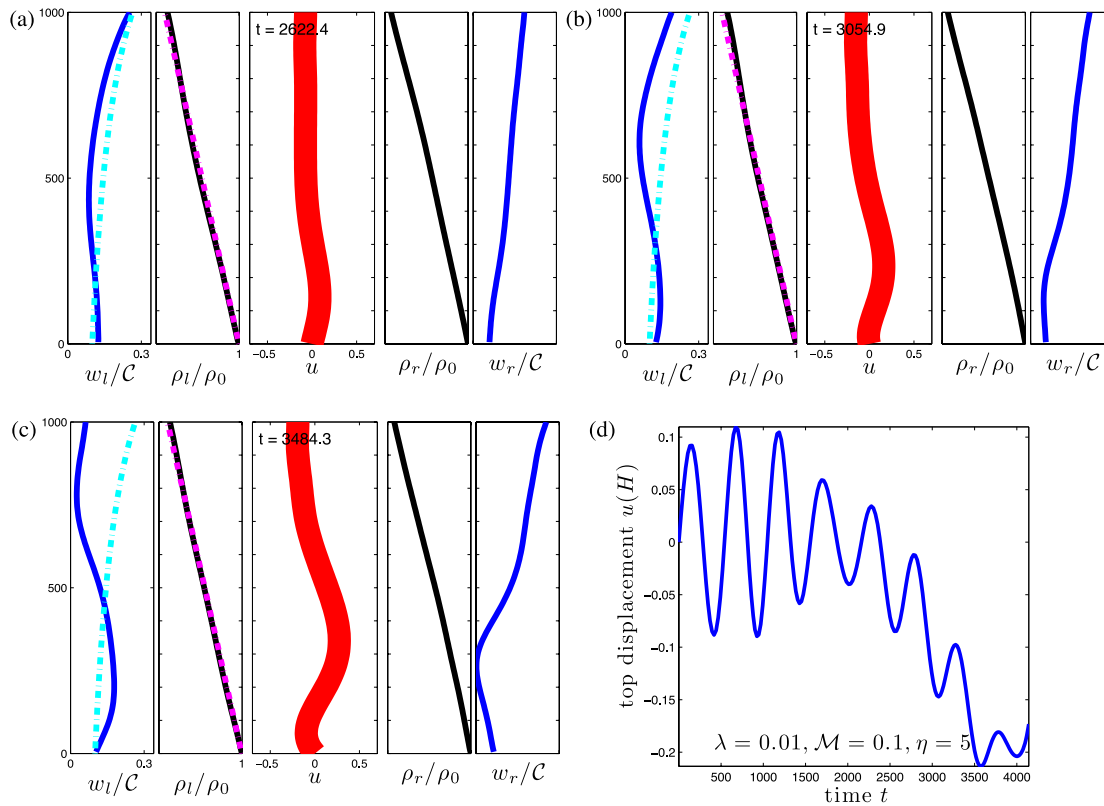 (a)
1000
500
0
t = 2622.4
0 0.3
1
−0.5 0 0.5
w_l/𝒞
ρ_l/ρ_0
u
ρ_r/ρ_0
w_r/𝒞
(b)
1000
500
0
t = 3054.9
0 0.3
1
−0.5 0 0.5
w_l/𝒞
ρ_l/ρ_0
u
ρ_r/ρ_0
w_r/𝒞
(c)
1000
500
0
t = 3484.3
0 0.3
1
−0.5 0 0.5
w_l/𝒞
ρ_l/ρ_0
u
ρ_r/ρ_0
w_r/𝒞
(d)
top displacement u(H)
0.1
0.05
0
−0.05
−0.1
−0.15
−0.2
λ = 0.01, ℳ = 0.1, η = 5
500 1000 1500 2000 2500 3000 3500 4000
time t